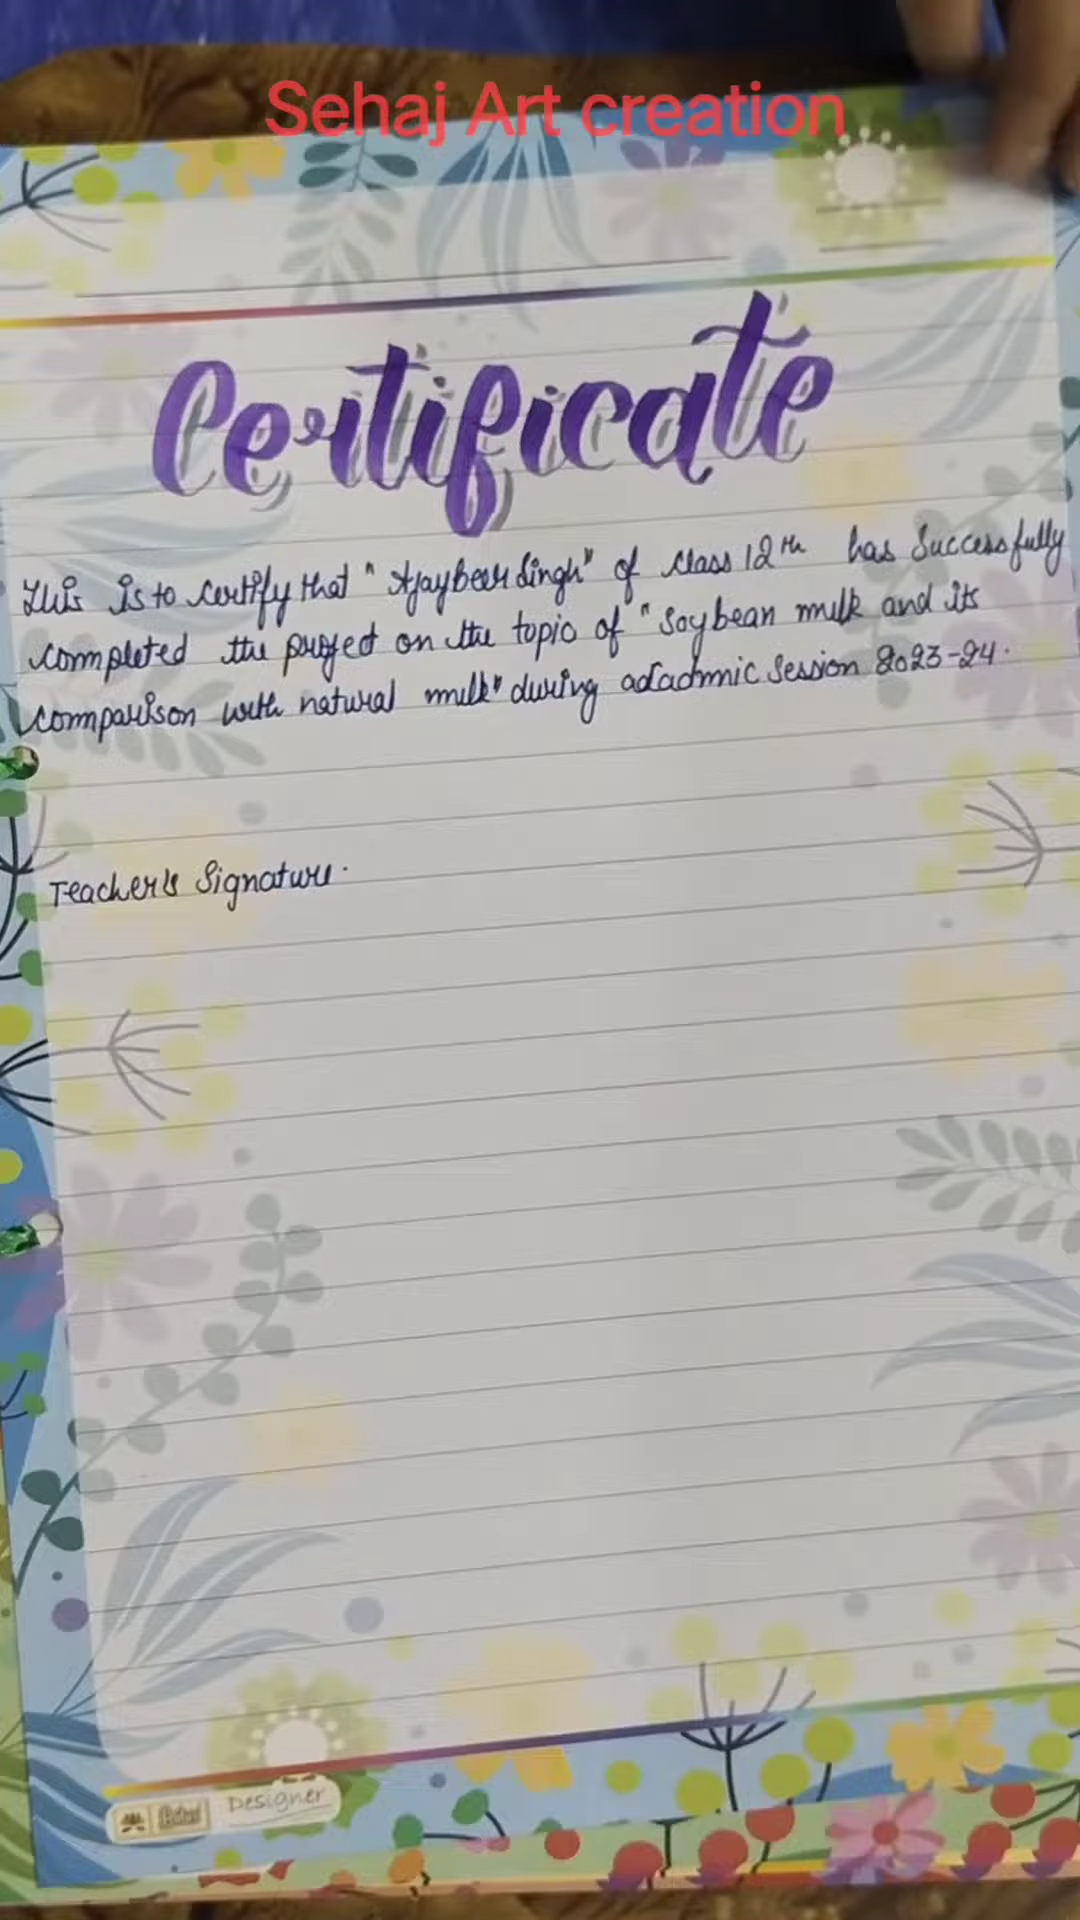 Sehaj Art creation
Certificate
This is to certify that "Ajaybeer Singh" of class 12th has Successfully
completed the project on the topic of "Soybean milk and its
comparison with natural milk" during adadmic Session 2023-24.
Teacher's Signature.
Designer